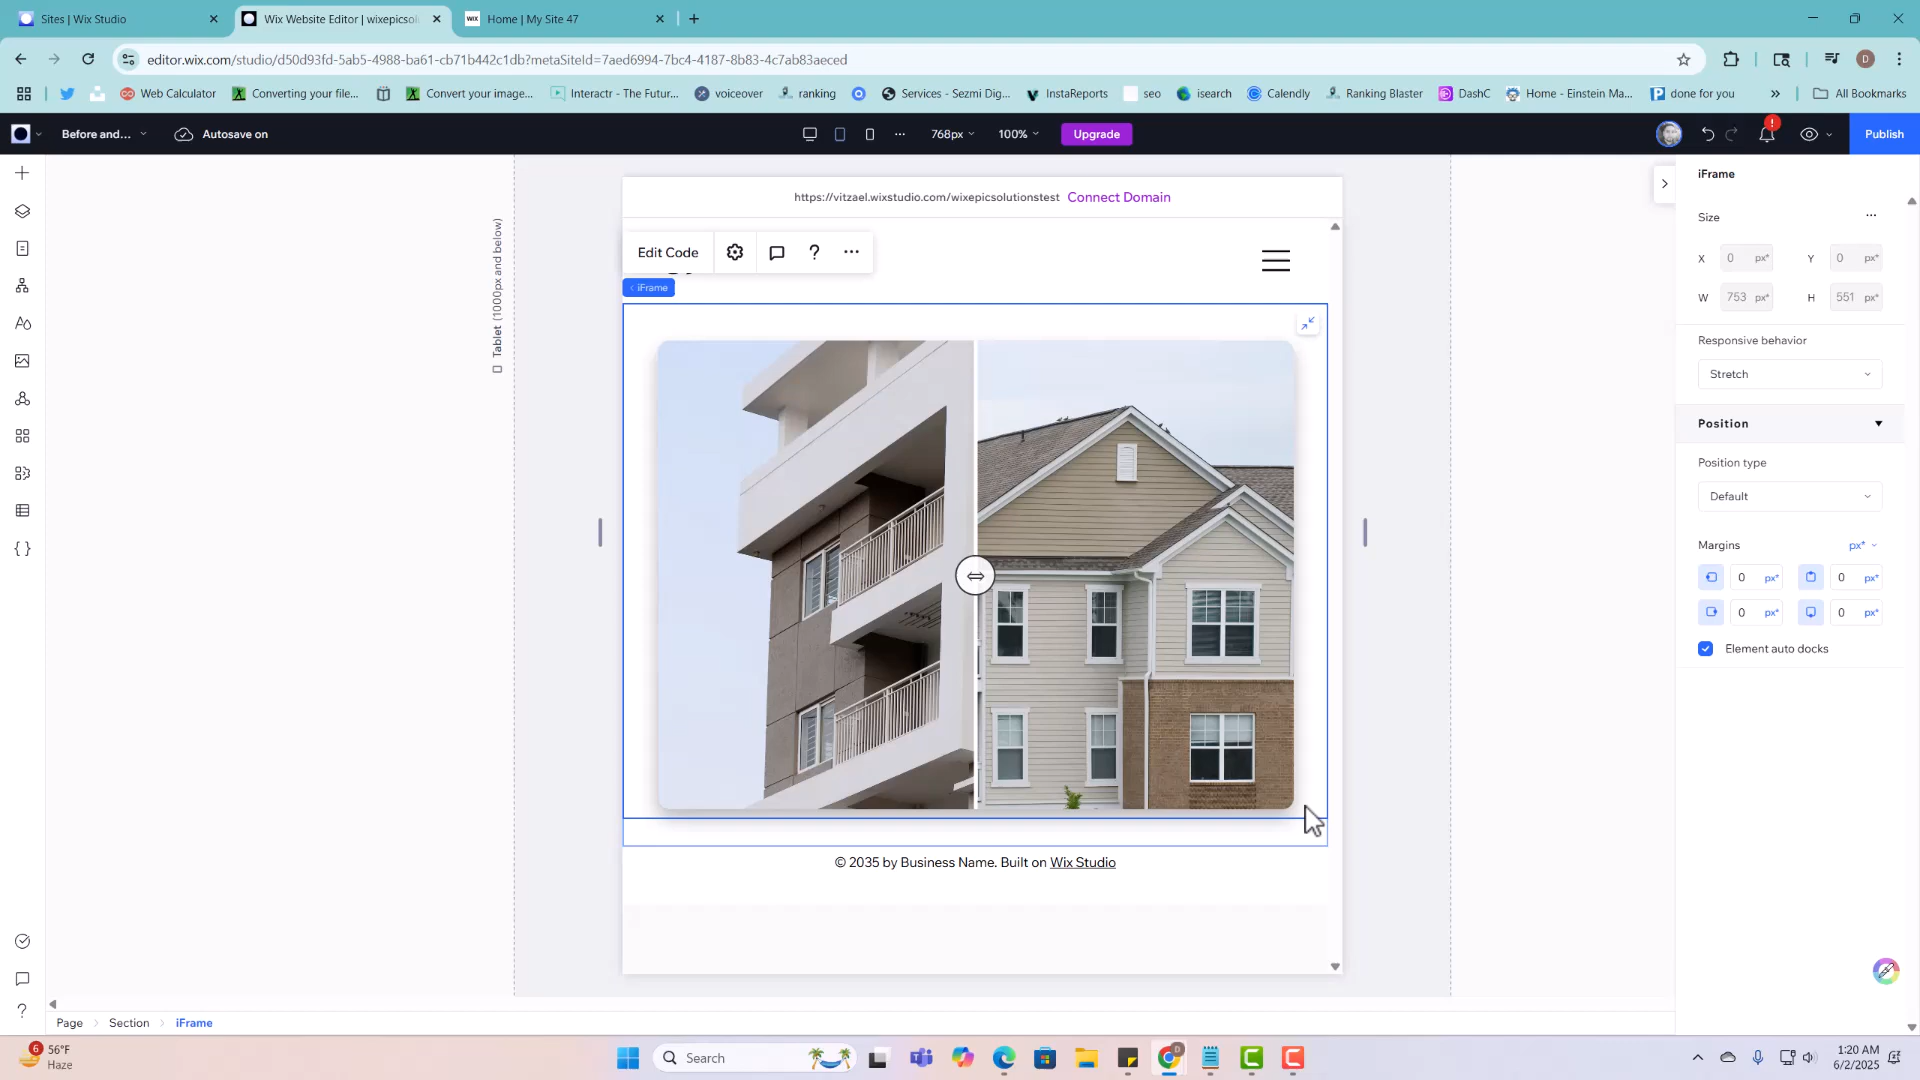 Sites | Wix Studio
Wix Website Editor | wixepicsolu
WIX Home | My Site 47
editor.wix.com/studio/d50d93fd-5ab5-4988-ba61-cb71b442c1db?metaSiteId=7aed6994-7bc4-4187-8b83-4c7ab83aeced
D
Web Calculator
Converting your file...
Convert your image...
Interactr - The Futur...
voiceover
ranking
Services - Sezmi Dig...
InstaReports
seo
isearch
Calendly
Ranking Blaster
DashC
Home - Einstein Ma...
done for you
All Bookmarks
Before and...
Autosave on
768px
100%
Upgrade
Publish
https://vitzael.wixstudio.com/wixepicsolutionstest Connect Domain
Tablet (1000px and below)
Edit Code
iFrame
© 2035 by Business Name. Built on Wix Studio
iFrame
Size
X 0 px* Y 0 px*
W 753 px* H 551 px*
Responsive behavior
Stretch
Position
Position type
Default
Margins px*
0 px* 0 px*
0 px* 0 px*
Element auto docks
Page Section iFrame
6
56°F
Haze
Search
D
1:20 AM
6/2/2025